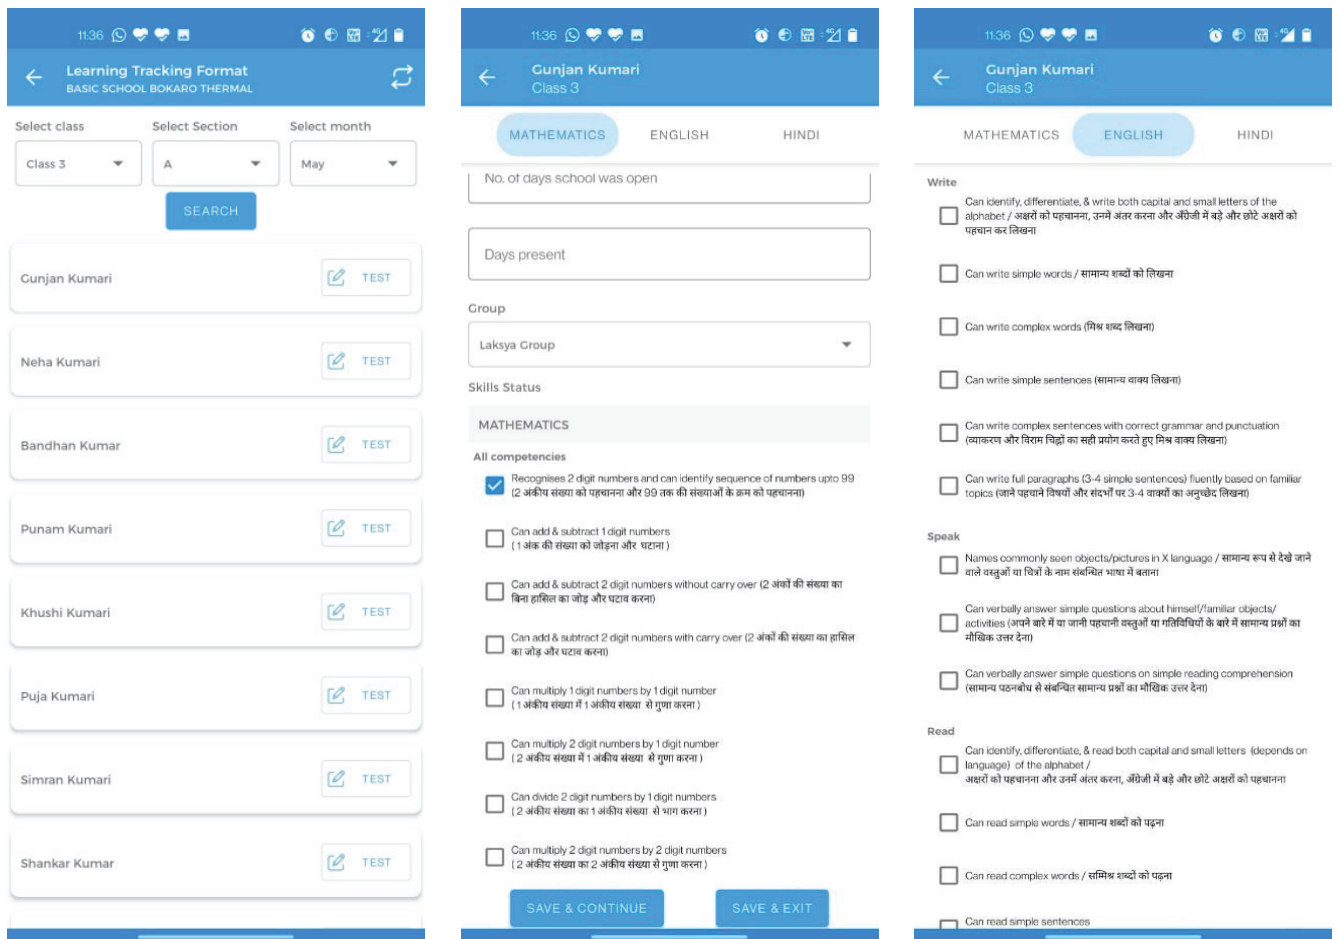 11:36
Learning Tracking Format
BASIC SCHOOL BOKARO THERMAL
Select class
Select Section
Select month
Class 3
A
May
SEARCH
Gunjan Kumari
TEST
Neha Kumari
TEST
Bandhan Kumar
TEST
Punam Kumari
TEST
Khushi Kumari
TEST
Puja Kumari
TEST
Simran Kumari
TEST
Shankar Kumar
TEST
11:36
Gunjan Kumari
Class 3
MATHEMATICS
ENGLISH
HINDI
No. of days school was open
Days present
Group
Laksya Group
Skills Status
MATHEMATICS
All competencies
Recognises 2 digit numbers and can identify sequence of numbers upto 99
(2 अंकीय संख्या को पहचानना और 99 तक की संख्याओं के क्रम को पहचानना)
Can add & subtract 1 digit numbers
( 1 अंक की संख्या को जोड़ना और घटाना )
Can add & subtract 2 digit numbers without carry over (2 अंकों की संख्या का
बिना हासिल का जोड़ और घटाव करना)
Can add & subtract 2 digit numbers with carry over (2 अंकों की संख्या का हासिल
का जोड़ और घटाव करना)
Can multiply 1 digit numbers by 1 digit number
( 1 अंकीय संख्या में 1 अंकीय संख्या से गुणा करना )
Can multiply 2 digit numbers by 1 digit number
( 2 अंकीय संख्या में 1 अंकीय संख्या से गुणा करना )
Can divide 2 digit numbers by 1 digit numbers
( 2 अंकीय संख्या का 1 अंकीय संख्या से भाग करना )
Can multiply 2 digit numbers by 2 digit numbers
( 2 अंकीय संख्या का 2 अंकीय संख्या से गुणा करना )
SAVE & CONTINUE
SAVE & EXIT
11:36
Gunjan Kumari
Class 3
MATHEMATICS
ENGLISH
HINDI
Write
Can identify, differentiate, & write both capital and small letters of the
alphabet / अक्षरों को पहचानना, उनमें अंतर करना और अँग्रेजी में बड़े और छोटे अक्षरों को
पहचान कर लिखना
Can write simple words / सामान्य शब्दों को लिखना
Can write complex words (मिश्र शब्द लिखना)
Can write simple sentences (सामान्य वाक्य लिखना)
Can write complex sentences with correct grammar and punctuation
(व्याकरण और विराम चिह्नों का सही प्रयोग करते हुए मिश्र वाक्य लिखना)
Can write full paragraphs (3-4 simple sentences) fluently based on familiar
topics (जाने पहचाने विषयों और संदर्भों पर 3-4 वाक्यों का अनुच्छेद लिखना)
Speak
Names commonly seen objects/pictures in X language / सामान्य रूप से देखे जाने
वाले वस्तुओं या चित्रों के नाम संबन्धित भाषा में बताना
Can verbally answer simple questions about himself/familiar objects/
activities (अपने बारे में या जानी पहचानी वस्तुओं या गतिविधियों के बारे में सामान्य प्रश्नों का
मौखिक उत्तर देना)
Can verbally answer simple questions on simple reading comprehension
(सामान्य पठनबोध से संबन्धित सामान्य प्रश्नों का मौखिक उत्तर देना)
Read
Can identify, differentiate, & read both capital and small letters (depends on
language) of the alphabet /
अक्षरों को पहचानना और उनमें अंतर करना, अँग्रेजी में बड़े और छोटे अक्षरों को पहचानना
Can read simple words / सामान्य शब्दों को पढ़ना
Can read complex words / सम्मिश्र शब्दों को पढ़ना
Can read simple sentences